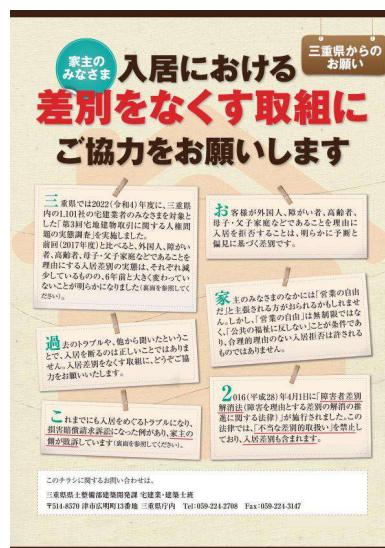 三重県からの
お願い
家主の
みなさま
入居における
差別をなくす取組に
ご協力をお願いします
三重県では2022(令和4)年度に、三重県
内の1,101社の宅建業者のみなさまを対象と
した「第3回宅地建物取引に関する人権問
題の実態調査」を実施しました。
前回(2017年度)と比べると、外国人、障がい
者、高齢者、母子・父子家庭などであることを
理由にする入居差別の実態は、それぞれ減
少しているものの、6年前と大きく変わってい
ないことが明らかになりました(裏面を参照してく
ださい)。
過去のトラブルや、他から聞いたというこ
とで、入居を断るのは正しいことではありま
せん。入居差別をなくす取組に、どうぞご協
力をお願いいたします。
これまでにも入居をめぐるトラブルになり、
損害賠償請求訴訟になった例があり、家主の
側が敗訴しています(裏面を参照してください)。
お客様が外国人、障がい者、高齢者、
母子・父子家庭などであることを理由に
入居を拒否することは、明らかに予断と
偏見に基づく差別です。
家主のみなさまのなかには「営業の自由
だ」と主張される方がおられるかもしれませ
ん。しかし、「営業の自由」は無制限ではな
く、「公共の福祉に反しない」ことが条件であ
り、合理的理由のない入居拒否は許される
ものではありません。
2016(平成28)年4月1日に「障害者差別
解消法(障害を理由とする差別の解消の推
進に関する法律)」が施行されました。この
法律では、「不当な差別的取扱い」を禁止し
ており、入居差別も含まれます。
このチラシに関するお問い合わせは、
三重県県土整備部建築開発課 宅建業・建築士班
〒514-8570 津市広明町13番地 三重県庁内 Tel:059-224-2708 Fax:059-224-3147